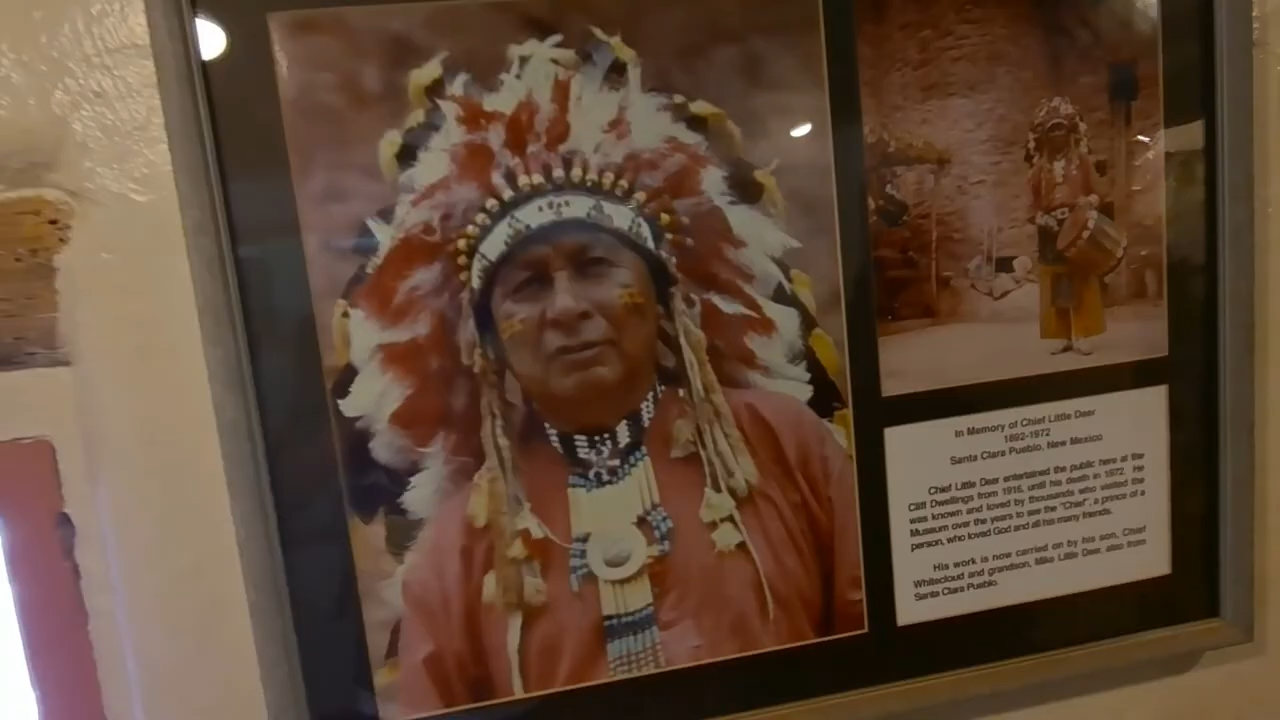 In Memory of Chief Little Deer
1892-1972
Santa Clara Pueblo, New Mexico
Chief Little Deer entertained the public here at the
Cliff Dwellings from 1916, until his death in 1972. He
was known and loved by thousands who visited the
Museum over the years to see the "Chief", a prince of a
person, who loved God and all his many friends.
His work is now carried on by his son, Chief
Whitecloud and grandson, Mike Little Deer, also from
Santa Clara Pueblo.